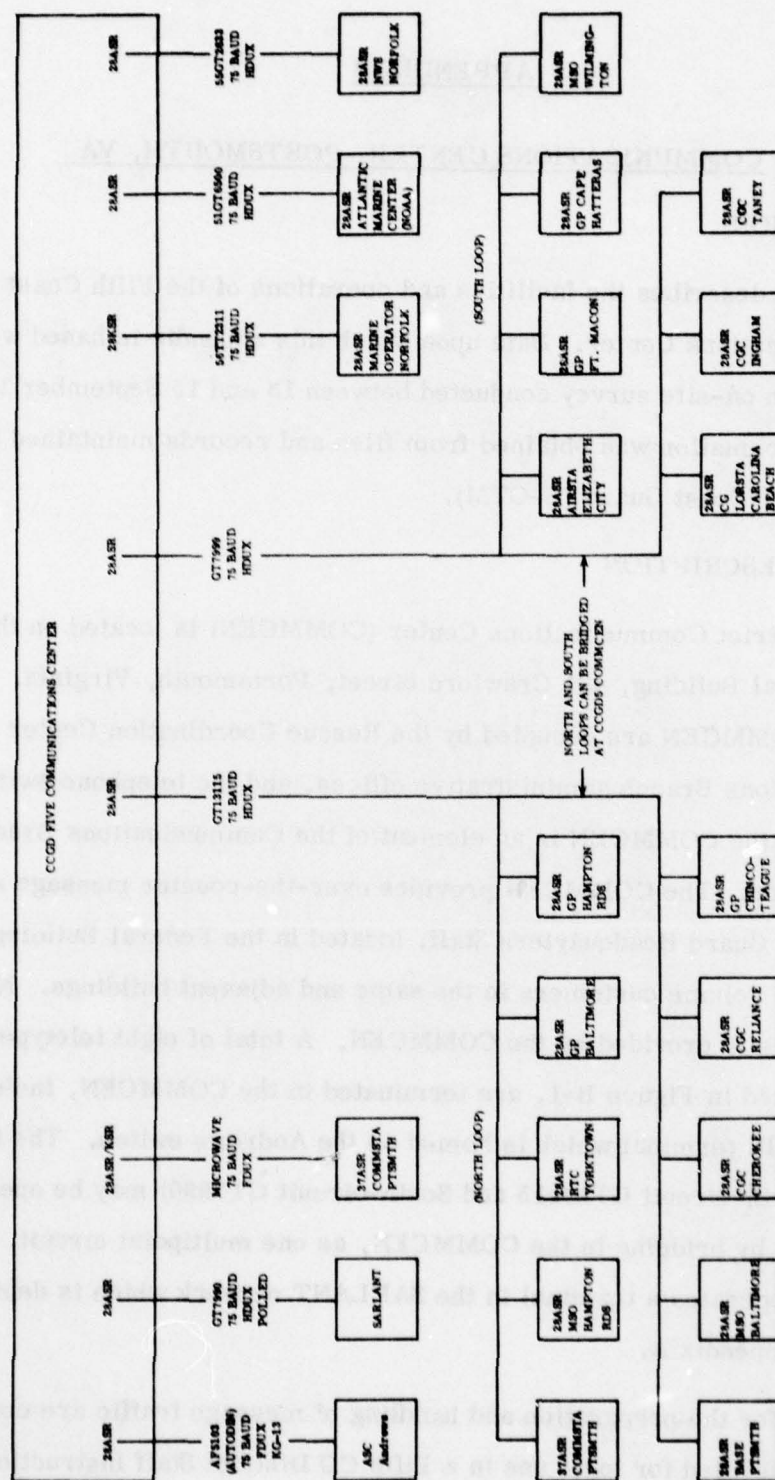 CCGD FIVE COMMUNICATIONS CENTER
28ASR
(AUTODIN)
75 BAUD
FDUX
KG-13
ASC
Andrews
28ASR
75 BAUD
HDUX
POLLED
SARLANT
28ASR/KSR
MICROWAVE
75 BAUD
FDUX
37ASR
COMMSTA
PTSMTH
28ASR
GT13115
75 BAUD
HDUX
28ASR
GT7999
75 BAUD
HDUX
28KSR
56GT2311
75 BAUD
HDUX
28ASR
MARINE
OPERATOR
NORFOLK
28ASR
51GT6500
75 BAUD
HDUX
28ASR
ATLANTIC
MARINE
CENTER
(NOAA)
28ASR
55GT2633
75 BAUD
HDUX
28ASR
NWS
NORFOLK
(NORTH LOOP)
28ASR
COMMSTA
PTSMTH
28ASR
MSO
HAMPTON
RDS
28ASR
RTC
YORKTOWN
28ASR
GP
BALTIMORE
28ASR
GP
HAMPTON
RDS
28ASR
BASE
PTSMTH
28ASR
MSO
BALTIMORE
28ASR
CGC
CHEROKEE
28ASR
CGC
RELIANCE
28ASR
GP
CHINCO-
TEAGUE
NORTH AND SOUTH
LOOPS CAN BE BRIDGED
AT CCGD5 COMMCEN
(SOUTH LOOP)
28ASR
AIRSTA
ELIZABETH
CITY
28ASR
GP
FT. MACON
28ASR
GP CAPE
HATTERAS
28ASR
MSO
WILMING-
TON
28ASR
CG
LORSTA
CAROLINA
BEACH
28ASR
CGC
INGHAM
28ASR
CGC
TANEY